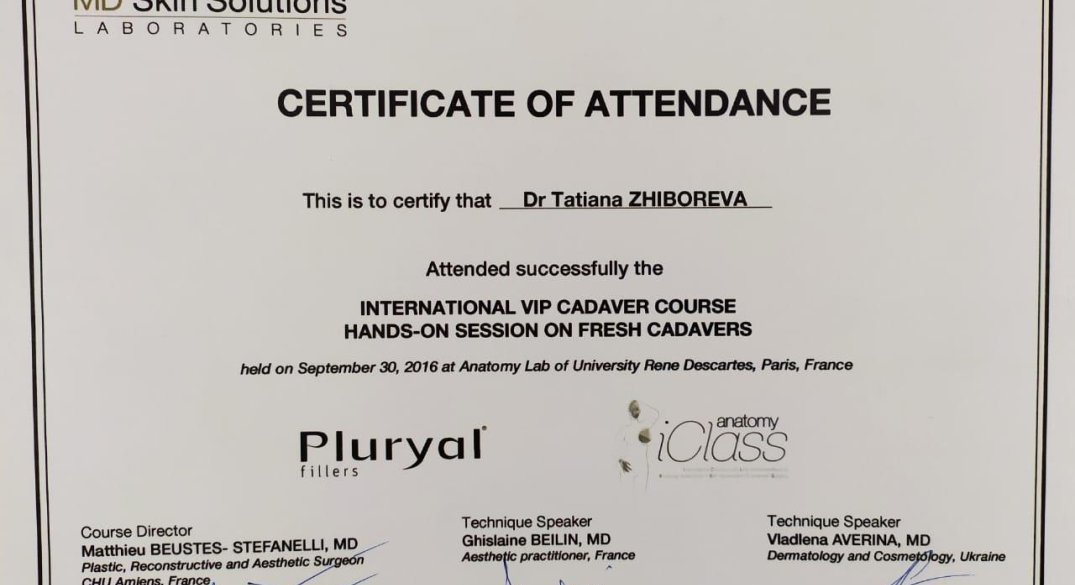 MD Skin Solutions
LABORATORIES
CERTIFICATE OF ATTENDANCE
This is to certify that Dr Tatiana ZHIBOREVA
Attended successfully the
INTERNATIONAL VIP CADAVER COURSE
HANDS-ON SESSION ON FRESH CADAVERS
held on September 30, 2016 at Anatomy Lab of University Rene Descartes, Paris, France
Pluryal
fillers
anatomy
iClass
Course Director
Matthieu BEUSTES- STEFANELLI, MD
Plastic, Reconstructive and Aesthetic Surgeon
CHU Amiens, France
Technique Speaker
Ghislaine BEILIN, MD
Aesthetic practitioner, France
Technique Speaker
Vladlena AVERINA, MD
Dermatology and Cosmetology, Ukraine